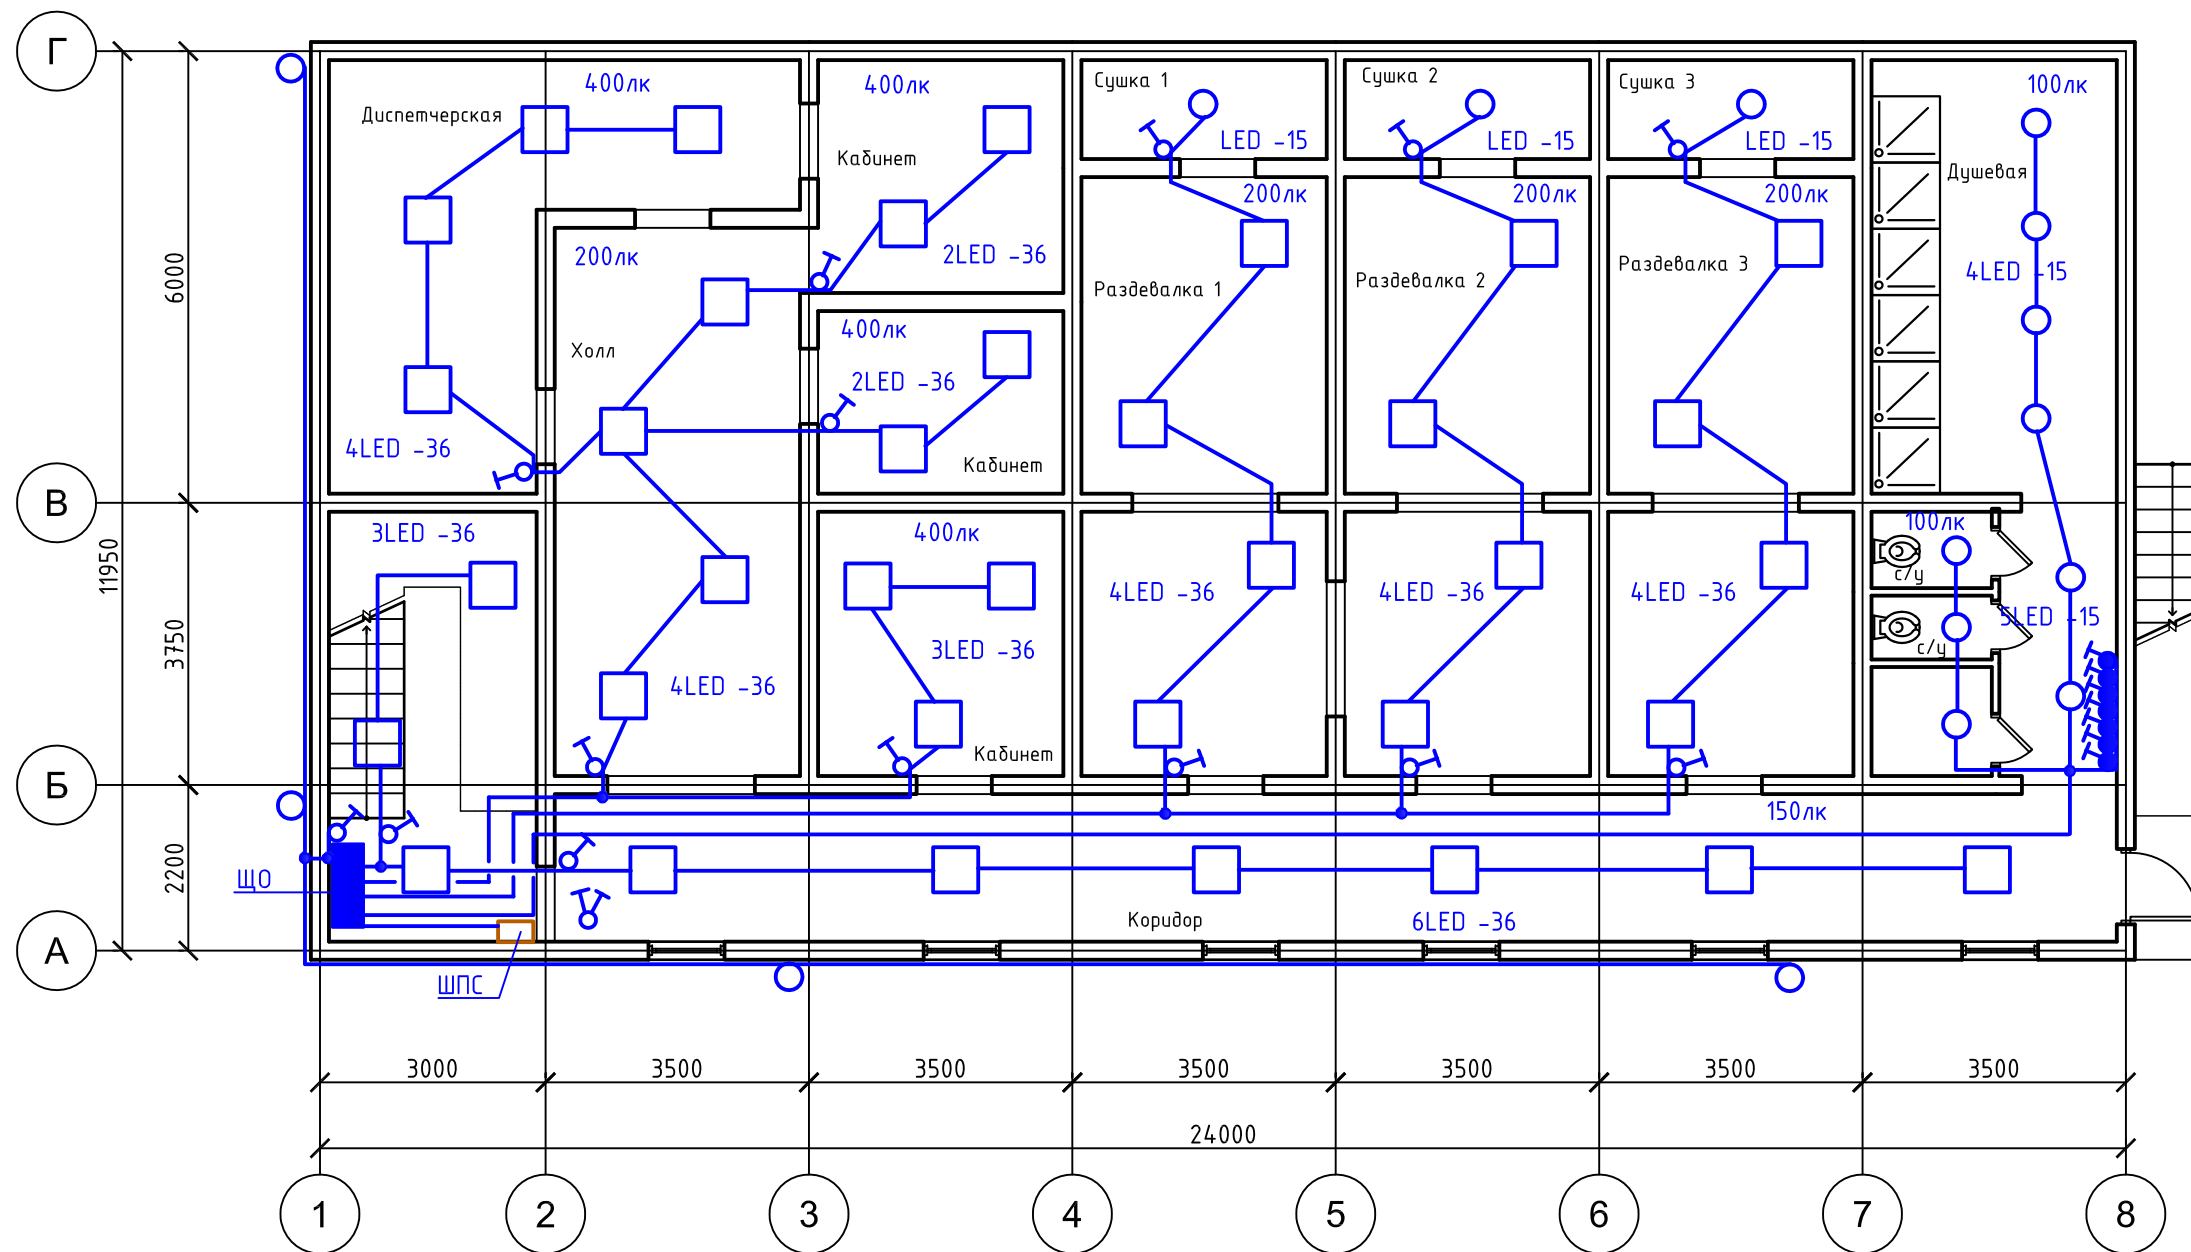 Г
400лк
400лк
Сушка 1
Сушка 2
Сушка 3
100лк
Диспетчерская
Кабинет
LED -15
LED -15
LED -15
Душевая
200лк
200лк
200лк
200лк
2LED -36
4LED -15
6000
Раздевалка 1
Раздевалка 2
Раздевалка 3
400лк
Холл
2LED -36
4LED -36
Кабинет
В
3LED -36
400лк
100лк
11950
с/у
4LED -36
4LED -36
4LED -36
5LED -15
3750
3LED -36
с/у
4LED -36
Кабинет
Б
150лк
2200
ЩО
Коридор
6LED -36
А
ШПС
3000
3500
3500
3500
3500
3500
3500
24000
1
2
3
4
5
6
7
8